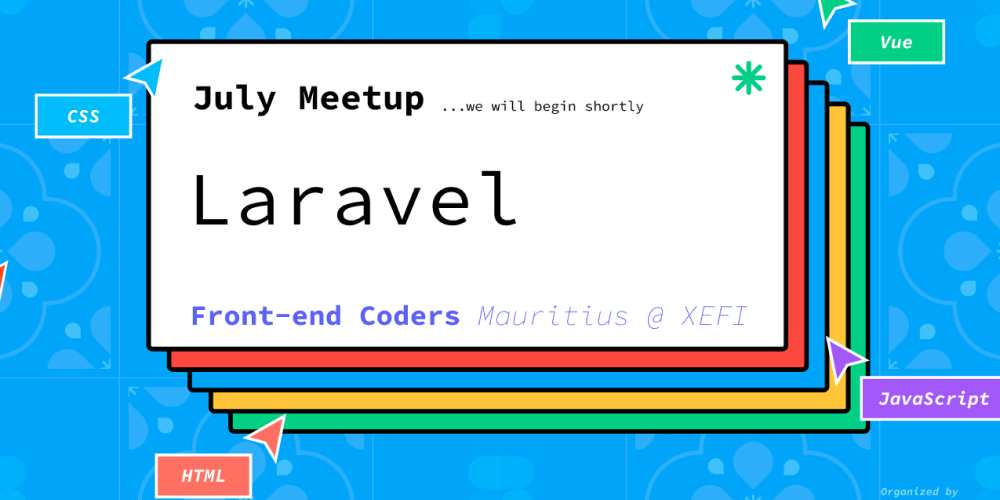 Vue
July Meetup ...we will begin shortly
CSS
Laravel
Front-end Coders Mauritius @ XEFI
JavaScript
HTML
Organized by